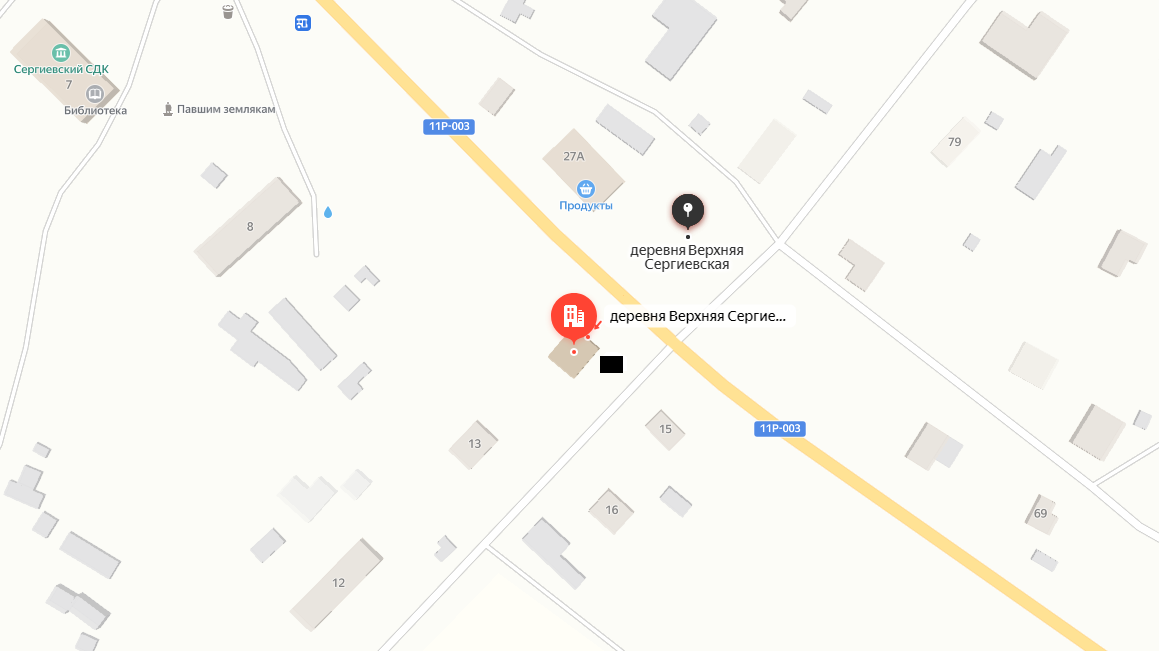 Сергиевский СДК
7
Библиотека
Павшим землякам
11Р-003
27А
Продукты
79
8
деревня Верхняя
Сергиевская
деревня Верхняя Сергие...
13
15
11Р-003
16
69
12